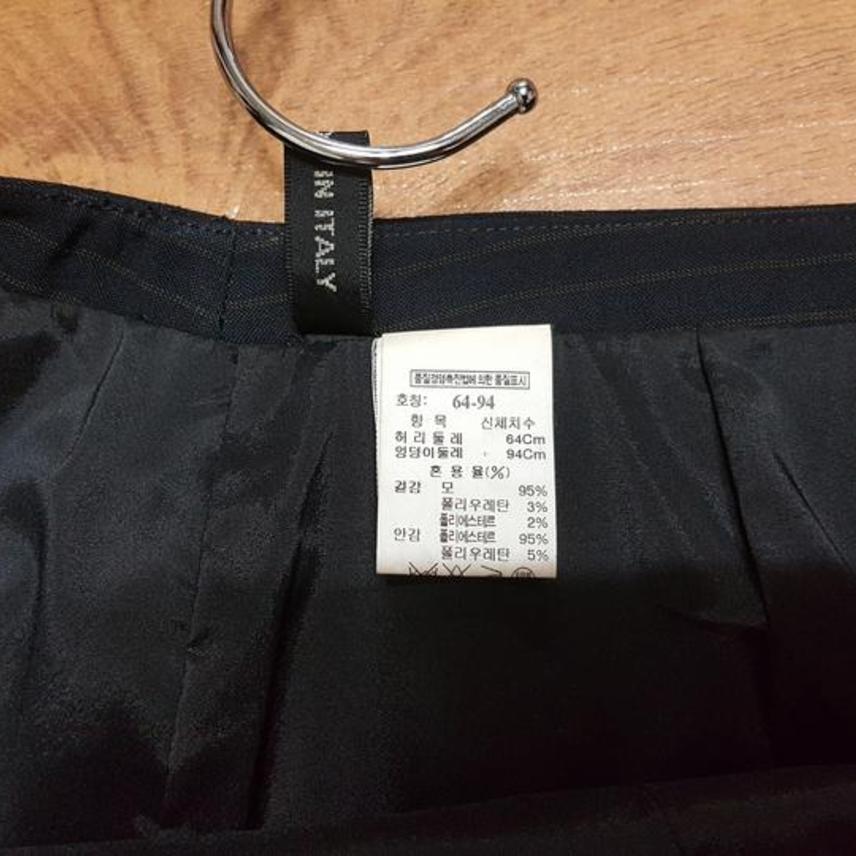 IN ITALY
품질경영촉진법에 의한 품질표시
호칭: 64-94
항 목 신체치수
허 리 둘 레 64Cm
엉덩이둘레 94Cm
혼 용 율(%)
겉감 모 95%
폴리우레탄 3%
폴리에스테르 2%
안감 폴리에스테르 95%
폴리우레탄 5%